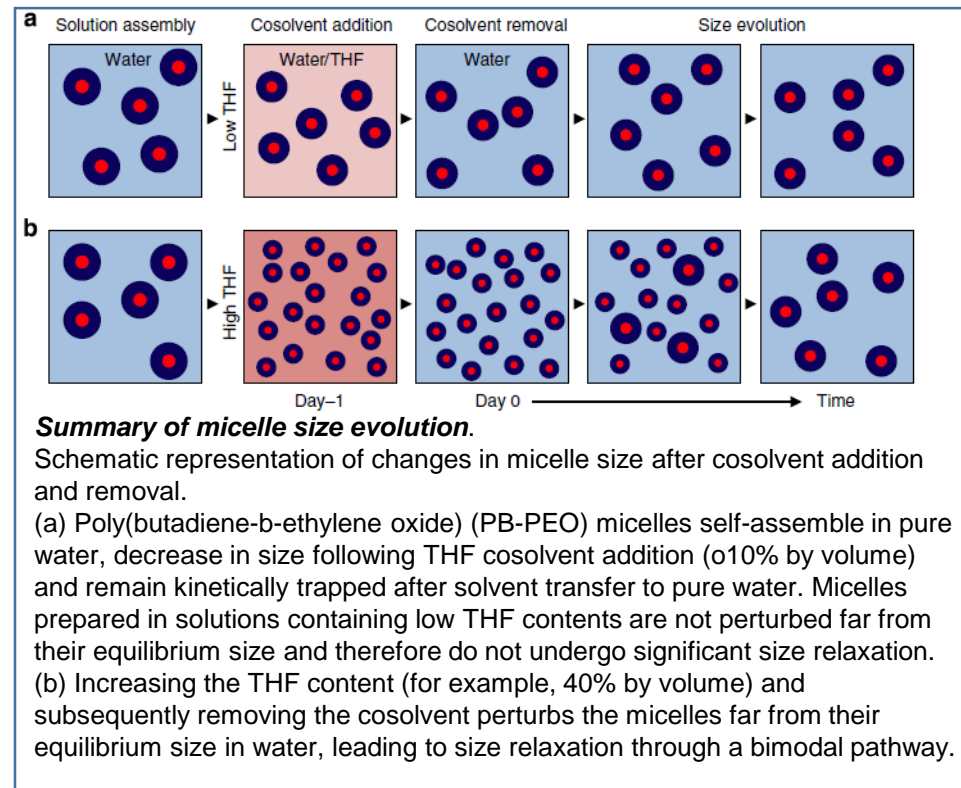 a Solution assembly Cosolvent addition Cosolvent removal Size evolution
Water Water/THF Water
Low THF
b
High THF
Day–1 Day 0 Time
Summary of micelle size evolution.
Schematic representation of changes in micelle size after cosolvent addition
and removal.
(a) Poly(butadiene-b-ethylene oxide) (PB-PEO) micelles self-assemble in pure
water, decrease in size following THF cosolvent addition (o10% by volume)
and remain kinetically trapped after solvent transfer to pure water. Micelles
prepared in solutions containing low THF contents are not perturbed far from
their equilibrium size and therefore do not undergo significant size relaxation.
(b) Increasing the THF content (for example, 40% by volume) and
subsequently removing the cosolvent perturbs the micelles far from their
equilibrium size in water, leading to size relaxation through a bimodal pathway.